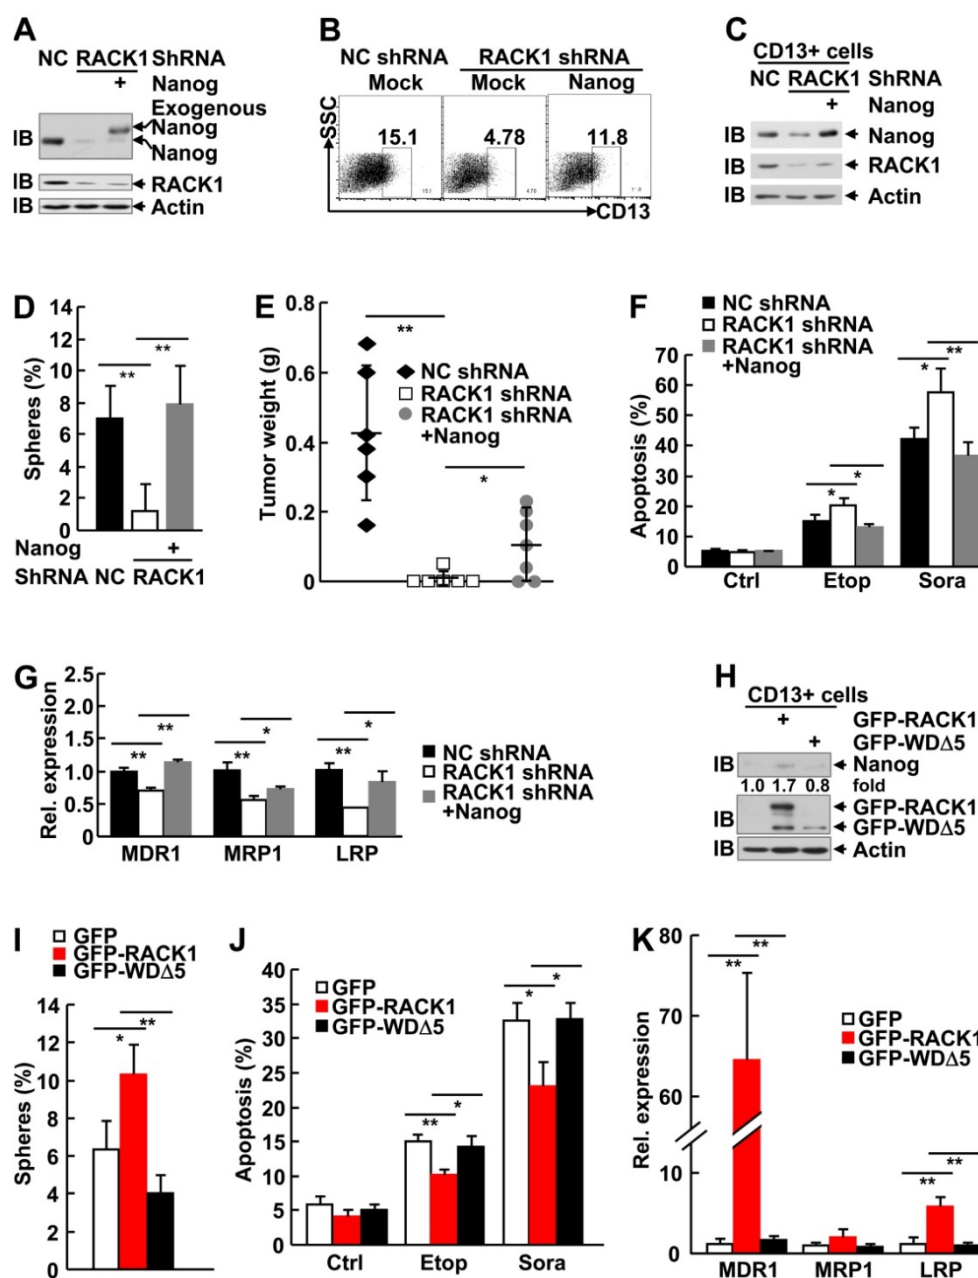 A
NC RACK1 ShRNA
+ Nanog
Exogenous
Nanog
IB
Nanog
IB RACK1
IB Actin
B
NC shRNA RACK1 shRNA
Mock Mock Nanog
SSC
15.1 4.78 11.8
15.1 4.78 11.8
CD13
C
CD13+ cells
NC RACK1 ShRNA
+ Nanog
IB Nanog
IB RACK1
IB Actin
D
Spheres (%)
14
12
10
8
6
4
2
0
**
**
Nanog +
ShRNA NC RACK1
E
Tumor weight (g)
0.8
0.6
0.4
0.2
0
**
*
NC shRNA
RACK1 shRNA
RACK1 shRNA
+Nanog
F
NC shRNA
RACK1 shRNA
RACK1 shRNA
+Nanog
Apoptosis (%)
70
60
50
40
30
20
10
0
* *
* **
Ctrl Etop Sora
G
Rel. expression
2.5
2.0
1.5
1.0
0.5
0
** **
** *
** *
MDR1 MRP1 LRP
NC shRNA
RACK1 shRNA
RACK1 shRNA
+Nanog
H
CD13+ cells
+ GFP-RACK1
+ GFP-WDΔ5
IB Nanog
1.0 1.7 0.8 fold
GFP-RACK1
IB
GFP-WDΔ5
IB Actin
I
GFP
GFP-RACK1
GFP-WDΔ5
Spheres (%)
14
12
10
8
6
4
2
0
**
*
J
Apoptosis (%)
40
35
30
25
20
15
10
5
0
GFP
GFP-RACK1
GFP-WDΔ5
** *
* *
Ctrl Etop Sora
K
Rel. expression
80
70
60
10
0
** **
** **
GFP
GFP-RACK1
GFP-WDΔ5
MDR1 MRP1 LRP